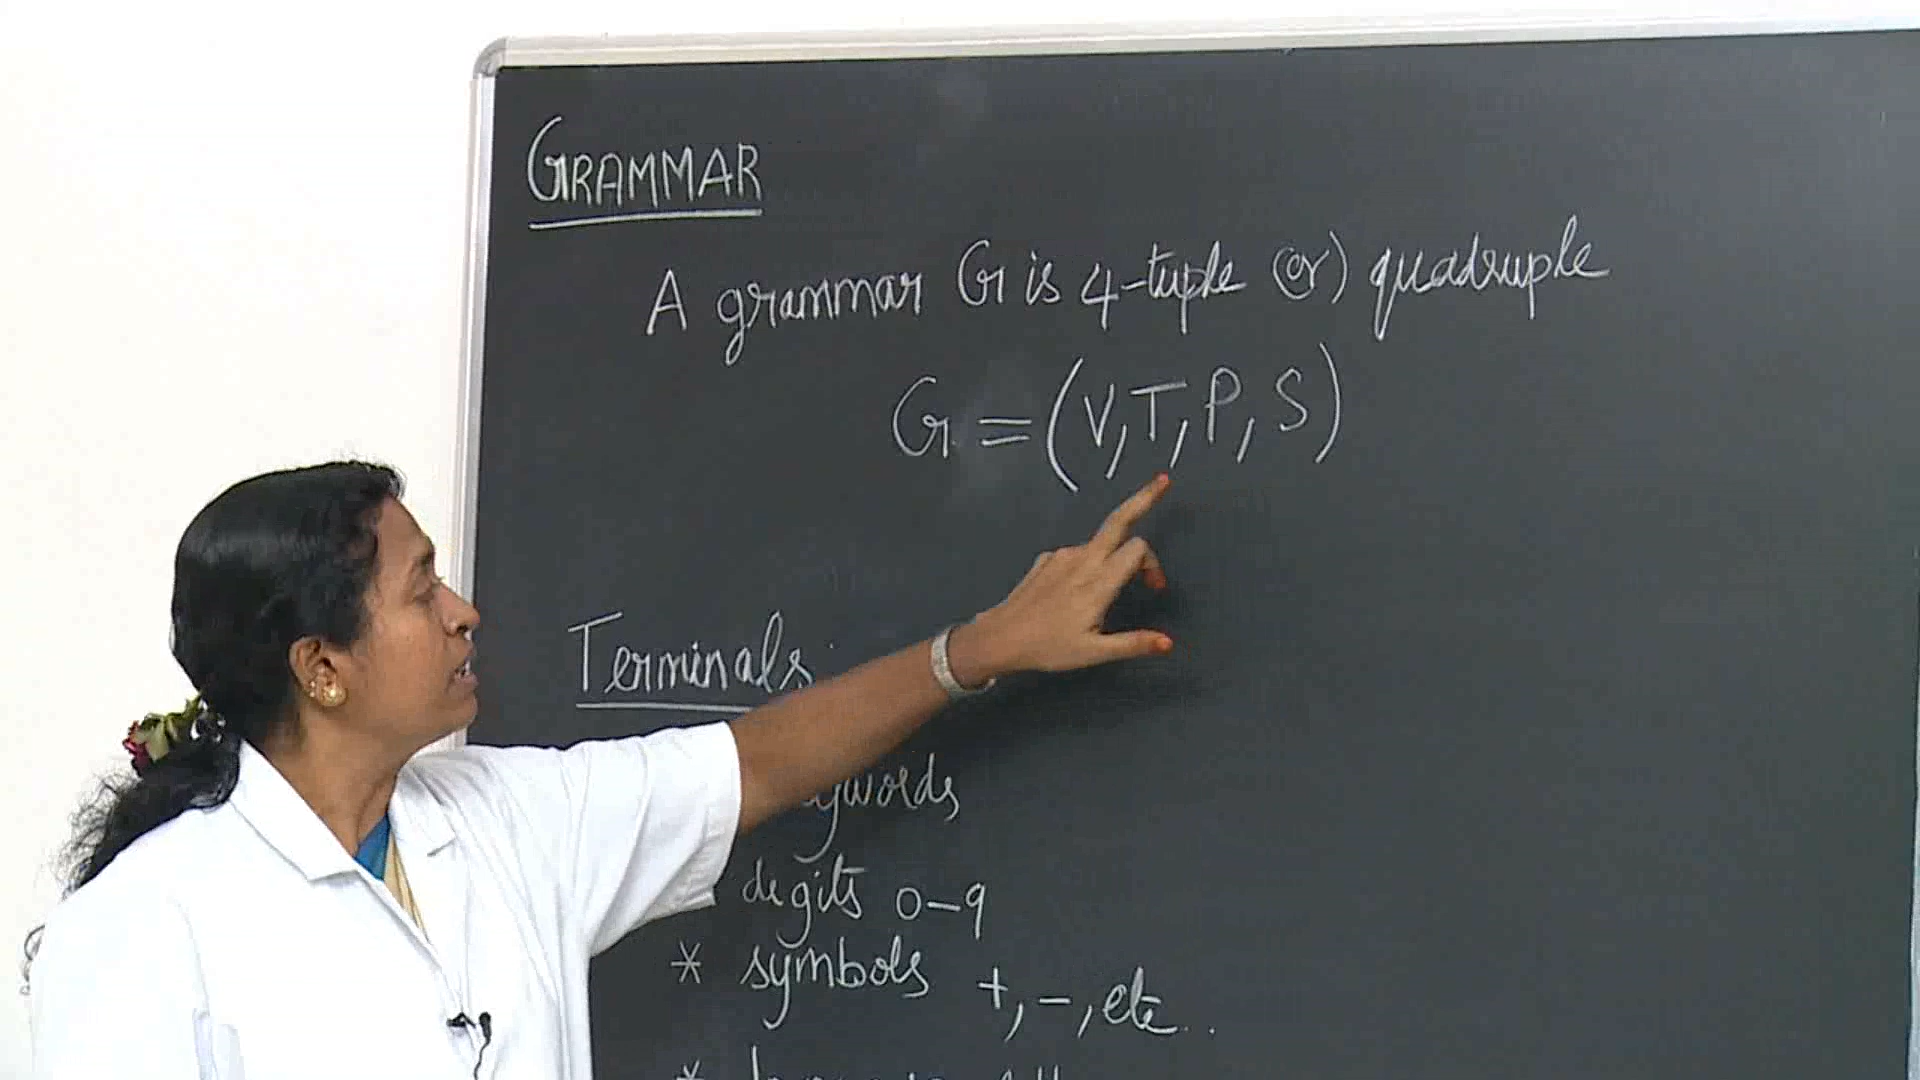 GRAMMAR
A grammar G is 4-tuple (or) quadruple
G = (V, T, P, S)
Terminals
digits 0-9
* symbols +, -, etc..
*